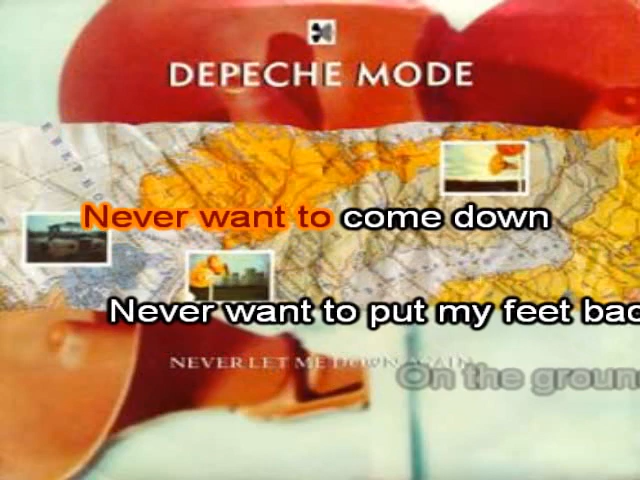 DEPECHE MODE
Never want to come down
Never want to put my feet bac
NEVER LET ME DOWN AGAIN
On the groun